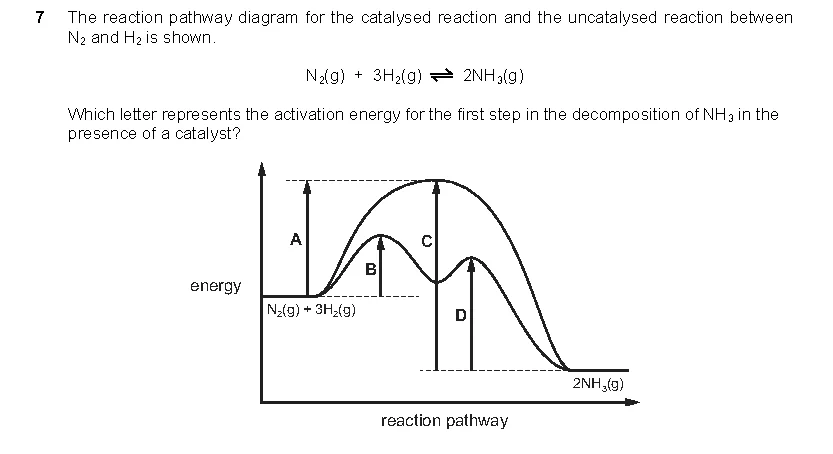 7 The reaction pathway diagram for the catalysed reaction and the uncatalysed reaction between
N₂ and H₂ is shown.
N₂(g) + 3H₂(g) ⇌ 2NH₃(g)
Which letter represents the activation energy for the first step in the decomposition of NH₃ in the
presence of a catalyst?
A
C
B
energy
N₂(g) + 3H₂(g)
D
2NH₃(g)
reaction pathway